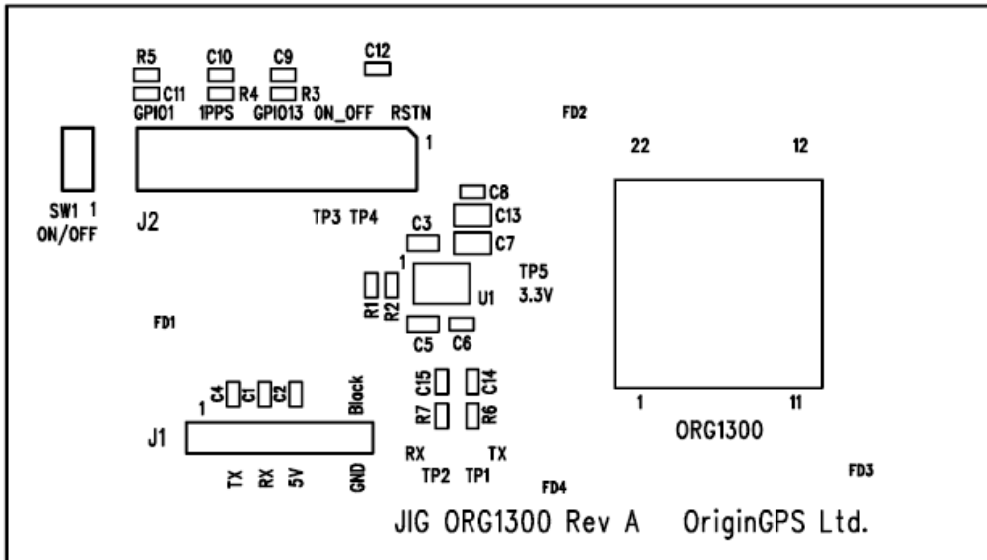 R5 C10 C9 C12
C11 R4 R3
GPIO1 1PPS GPIO13 ON_OFF RSTN
1
FD2
22 12
SW1 1
ON/OFF
J2
TP3 TP4
C8
C13
C3
C7
1
TP5
3.3V
U1
R1 R2
FD1
C5 C6
C4 C1 C2 Black
C15 C14
1
R7 R6
J1
1 11
ORG1300
RX TX
TP2 TP1
TX RX 5V GND
FD4
FD3
JIG ORG1300 Rev A OriginGPS Ltd.